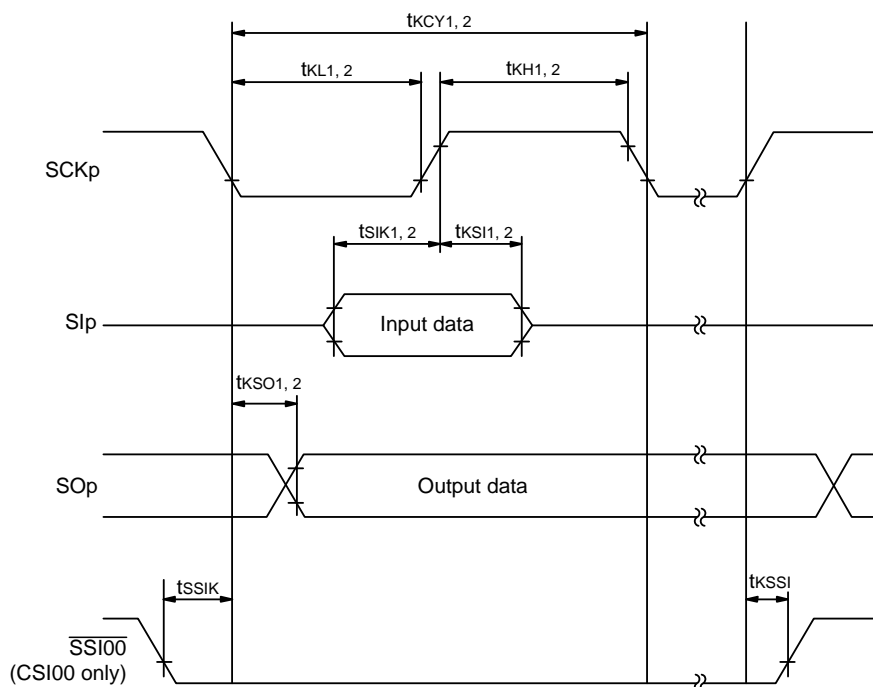 tKCY1, 2
tKL1, 2
tKH1, 2
SCKp
tSIK1, 2
tKSI1, 2
SIp
Input data
tKSO1, 2
SOp
Output data
tSSIK
tKSSI
SSI00
(CSI00 only)